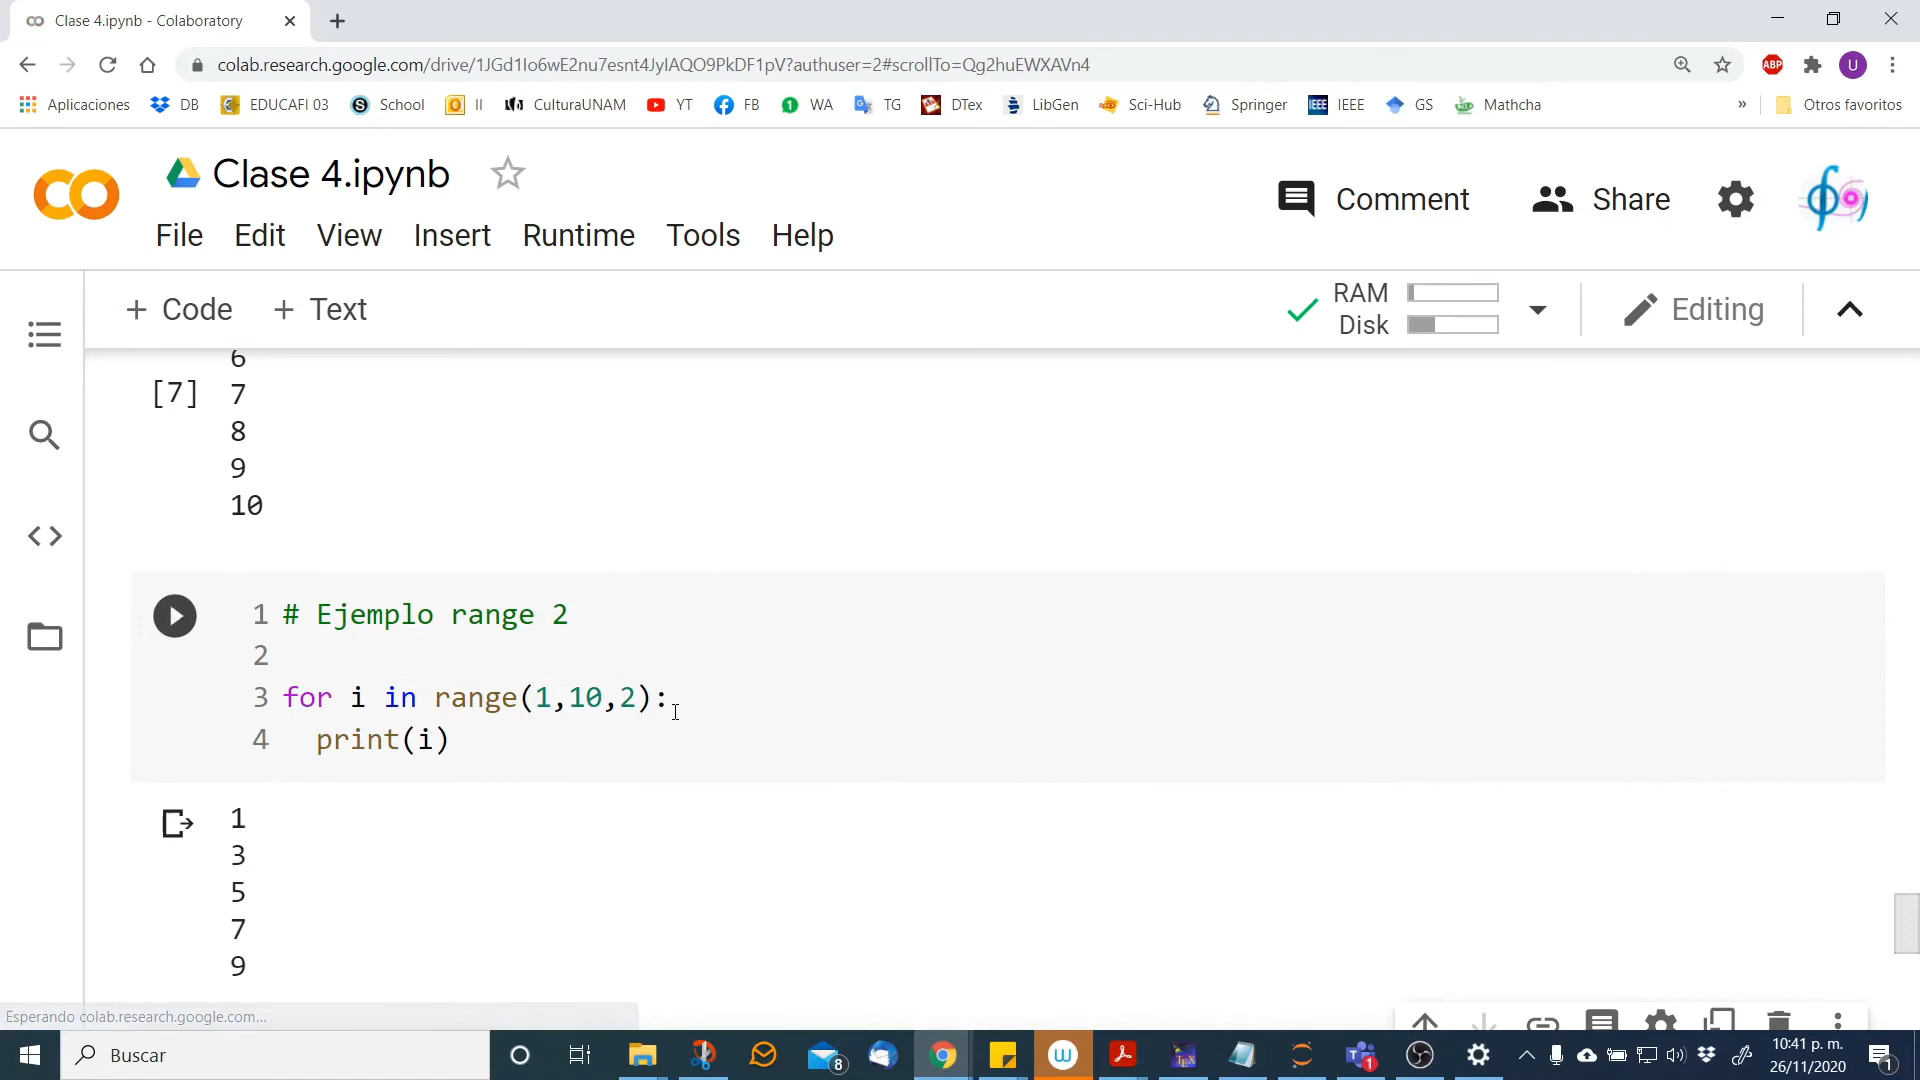 Clase 4.ipynb - Colaboratory
colab.research.google.com/drive/1JGd1Io6wE2nu7esnt4JyIAQO9PkDF1pV?authuser=2#scrollTo=Qg2huEWXAVn4
ABP
U
Aplicaciones DB EDUCAFI 03 School II CulturaUNAM YT FB WA TG DTex LibGen Sci-Hub Springer IEEE GS Mathcha » Otros favoritos
Clase 4.ipynb
Comment Share
File Edit View Insert Runtime Tools Help
+ Code + Text
RAM
Disk
Editing
6
[7] 7
8
9
10
1 # Ejemplo range 2
2
3 for i in range(1,10,2):
4 print(i)
1
3
5
7
9
Esperando colab.research.google.com...
Buscar
8
W
1
10:41 p. m.
26/11/2020
1